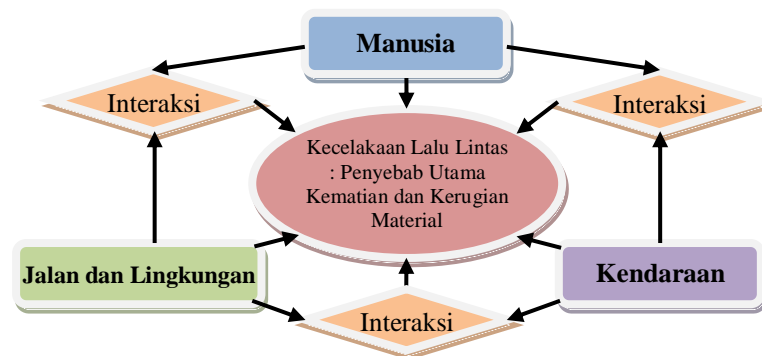 Manusia
Interaksi
Interaksi
Kecelakaan Lalu Lintas
: Penyebab Utama
Kematian dan Kerugian
Material
Jalan dan Lingkungan
Kendaraan
Interaksi